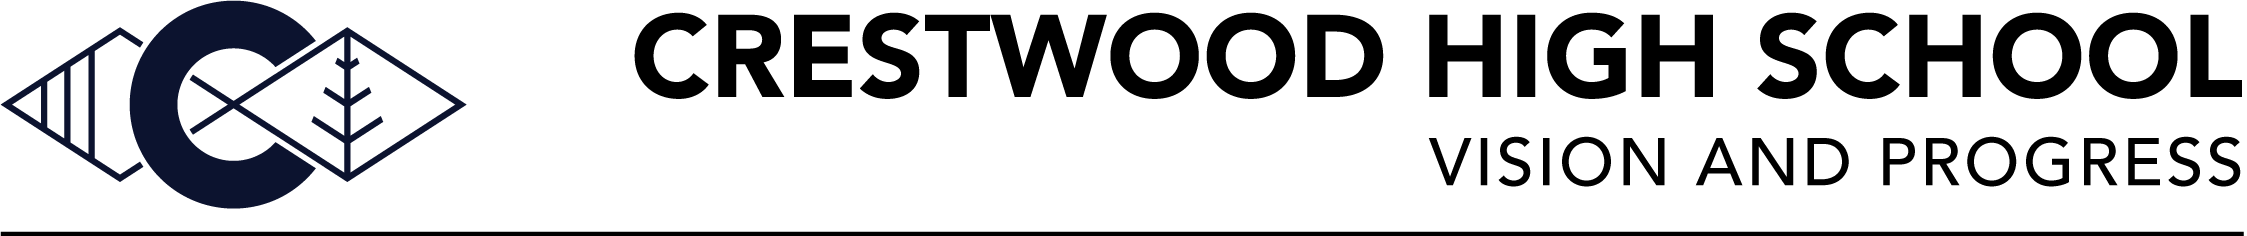 CRESTWOOD HIGH SCHOOL
VISION AND PROGRESS